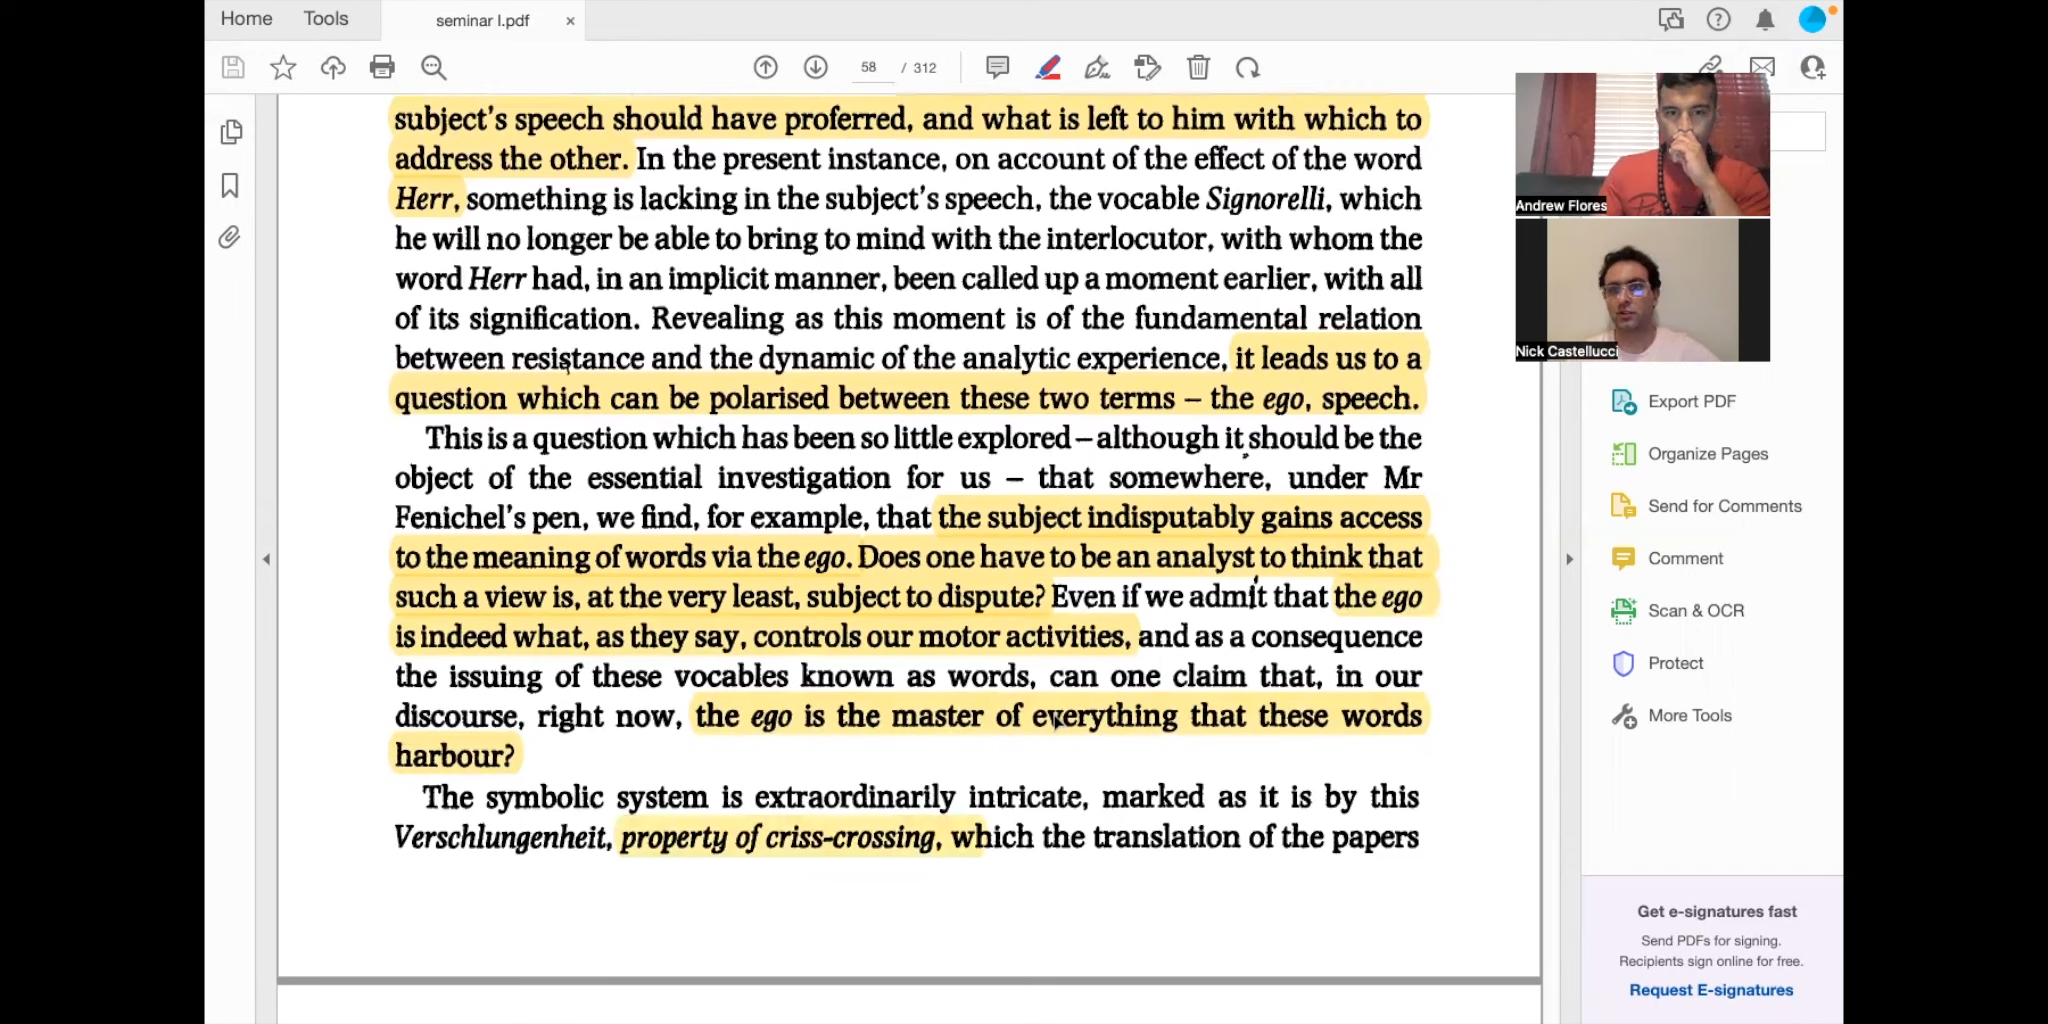 Home
Tools
seminar I.pdf
×
58
/ 312
subject's speech should have proferred, and what is left to him with which to
address the other. In the present instance, on account of the effect of the word
Herr, something is lacking in the subject's speech, the vocable Signorelli, which
he will no longer be able to bring to mind with the interlocutor, with whom the
word Herr had, in an implicit manner, been called up a moment earlier, with all
of its signification. Revealing as this moment is of the fundamental relation
between resistance and the dynamic of the analytic experience, it leads us to a
question which can be polarised between these two terms – the ego, speech.
This is a question which has been so little explored – although it should be the
object of the essential investigation for us – that somewhere, under Mr
Fenichel's pen, we find, for example, that the subject indisputably gains access
to the meaning of words via the ego. Does one have to be an analyst to think that
such a view is, at the very least, subject to dispute? Even if we admit that the ego
is indeed what, as they say, controls our motor activities, and as a consequence
the issuing of these vocables known as words, can one claim that, in our
discourse, right now, the ego is the master of everything that these words
harbour?
The symbolic system is extraordinarily intricate, marked as it is by this
Verschlungenheit, property of criss-crossing, which the translation of the papers
Andrew Flores
Nick Castellucci
Export PDF
Organize Pages
Send for Comments
Comment
Scan & OCR
Protect
More Tools
Get e-signatures fast
Send PDFs for signing.
Recipients sign online for free.
Request E-signatures